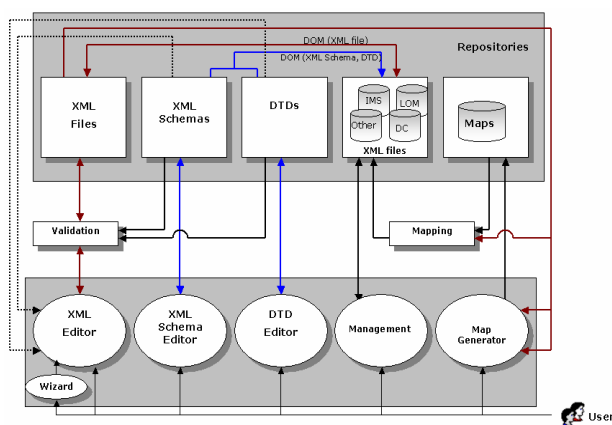 DOM (XML file)
Repositories
DOM (XML Schema, DTD)
XML
Files
XML
Schemas
DTDs
IMS
LOM
Other
DC
XML files
Maps
Validation
Mapping
XML
Editor
XML
Schema
Editor
DTD
Editor
Management
Map
Generator
Wizard
User